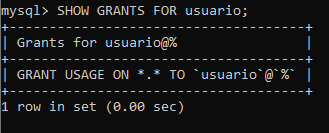 mysql> SHOW GRANTS FOR usuario;
+-------------------------------------+
| Grants for usuario@% |
+-------------------------------------+
| GRANT USAGE ON *.* TO `usuario`@`%` |
+-------------------------------------+
1 row in set (0.00 sec)